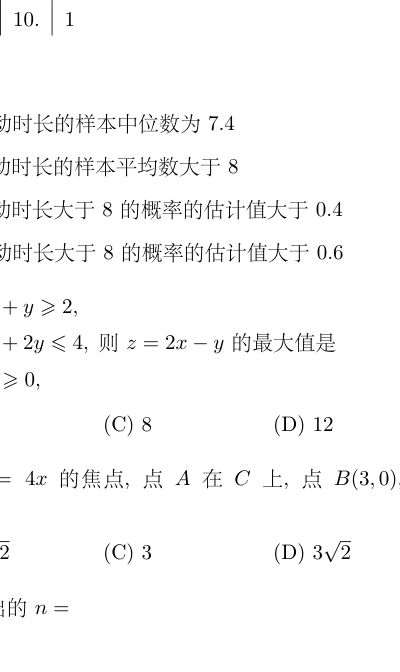 10. 1
动时长的样本中位数为 7.4
动时长的样本平均数大于 8
动时长大于 8 的概率的估计值大于 0.4
动时长大于 8 的概率的估计值大于 0.6
+ y ⩾ 2,
+ 2y ⩽ 4, 则 z = 2x − y 的最大值是
⩾ 0,
(C) 8 (D) 12
= 4x 的焦点, 点 A 在 C 上, 点 B(3, 0),
2 (C) 3 (D) 3√2
出的 n =